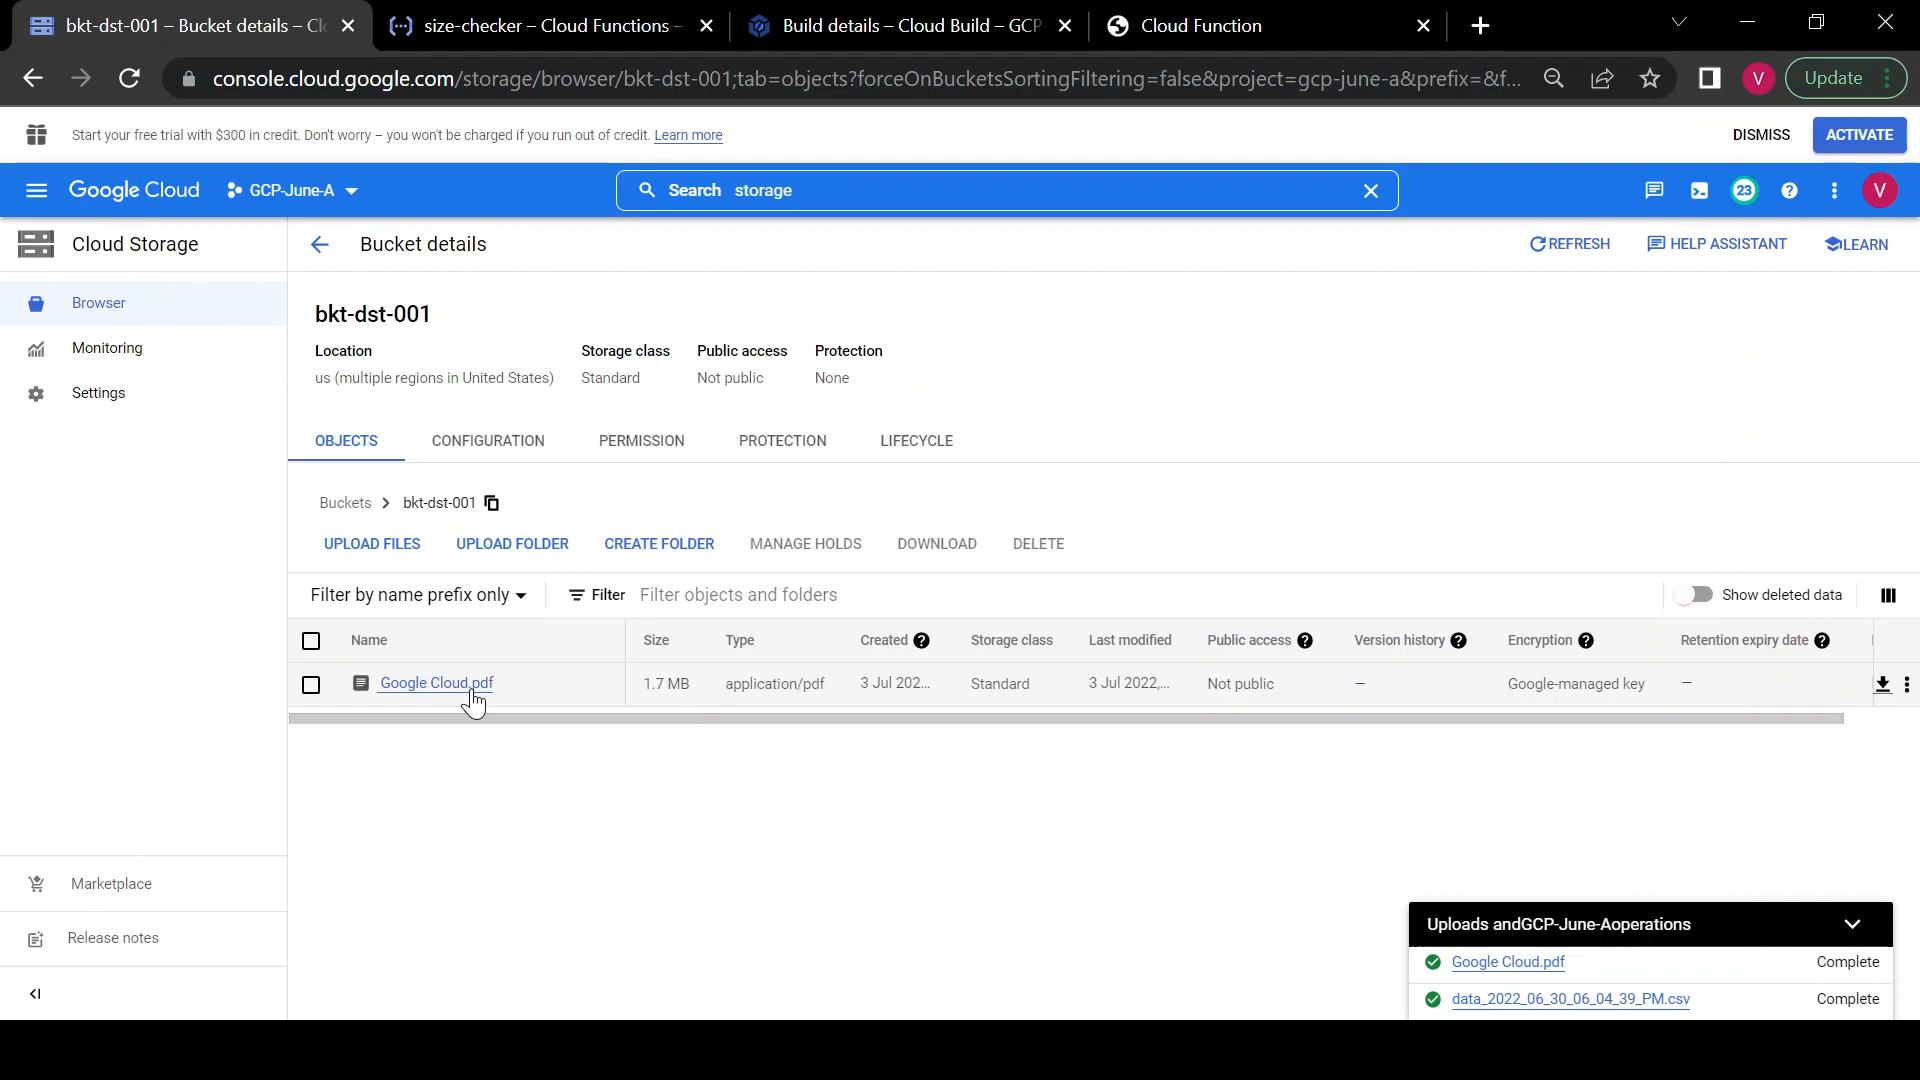 bkt-dst-001 – Bucket details – Cl
size-checker – Cloud Functions –
Build details – Cloud Build – GCP
Cloud Function
console.cloud.google.com/storage/browser/bkt-dst-001;tab=objects?forceOnBucketsSortingFiltering=false&project=gcp-june-a&prefix=&f...
V
Update
Start your free trial with $300 in credit. Don't worry – you won't be charged if you run out of credit. Learn more
DISMISS
ACTIVATE
Google Cloud
GCP-June-A
Search storage
23
V
Cloud Storage
Bucket details
REFRESH
HELP ASSISTANT
LEARN
Browser
Monitoring
Settings
bkt-dst-001
Location Storage class Public access Protection
us (multiple regions in United States) Standard Not public None
OBJECTS CONFIGURATION PERMISSION PROTECTION LIFECYCLE
Buckets > bkt-dst-001
UPLOAD FILES UPLOAD FOLDER CREATE FOLDER MANAGE HOLDS DOWNLOAD DELETE
Filter by name prefix only Filter Filter objects and folders Show deleted data
Name Size Type Created Storage class Last modified Public access Version history Encryption Retention expiry date
Google Cloud.pdf 1.7 MB application/pdf 3 Jul 202... Standard 3 Jul 2022,... Not public – Google-managed key –
Marketplace
Release notes
Uploads andGCP-June-Aoperations
Google Cloud.pdf Complete
data_2022_06_30_06_04_39_PM.csv Complete